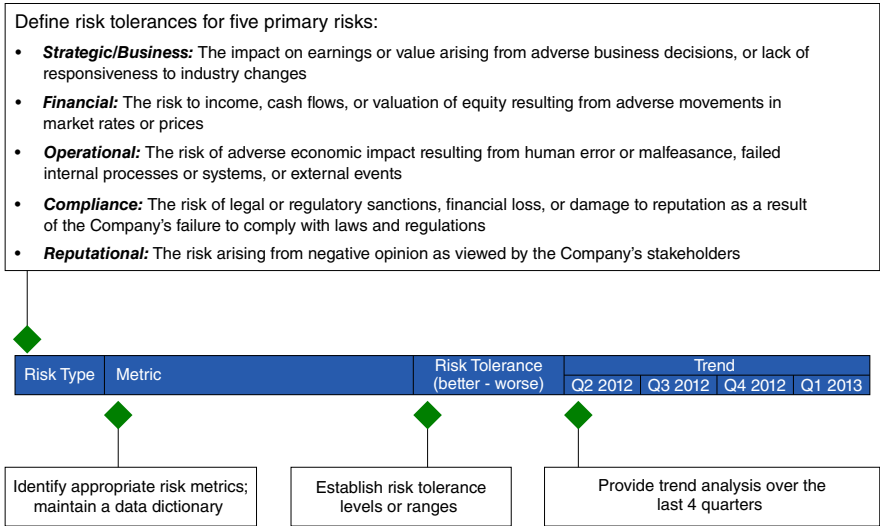 Define risk tolerances for five primary risks:
• Strategic/Business: The impact on earnings or value arising from adverse business decisions, or lack of
responsiveness to industry changes
• Financial: The risk to income, cash flows, or valuation of equity resulting from adverse movements in
market rates or prices
• Operational: The risk of adverse economic impact resulting from human error or malfeasance, failed
internal processes or systems, or external events
• Compliance: The risk of legal or regulatory sanctions, financial loss, or damage to reputation as a result
of the Company's failure to comply with laws and regulations
• Reputational: The risk arising from negative opinion as viewed by the Company's stakeholders
Risk Type
Metric
Risk Tolerance
(better - worse)
Trend
Q2 2012 Q3 2012 Q4 2012 Q1 2013
Identify appropriate risk metrics;
maintain a data dictionary
Establish risk tolerance
levels or ranges
Provide trend analysis over the
last 4 quarters